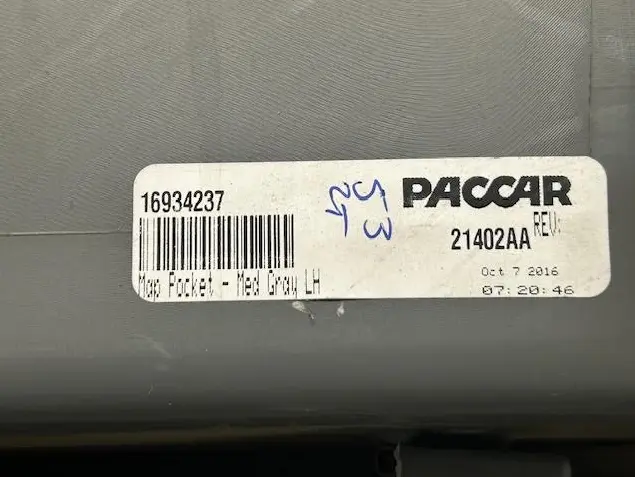 16934237
PACCAR
21402AA REV:
Map Pocket - Med Gray LH
Oct 7 2016
07:20:46